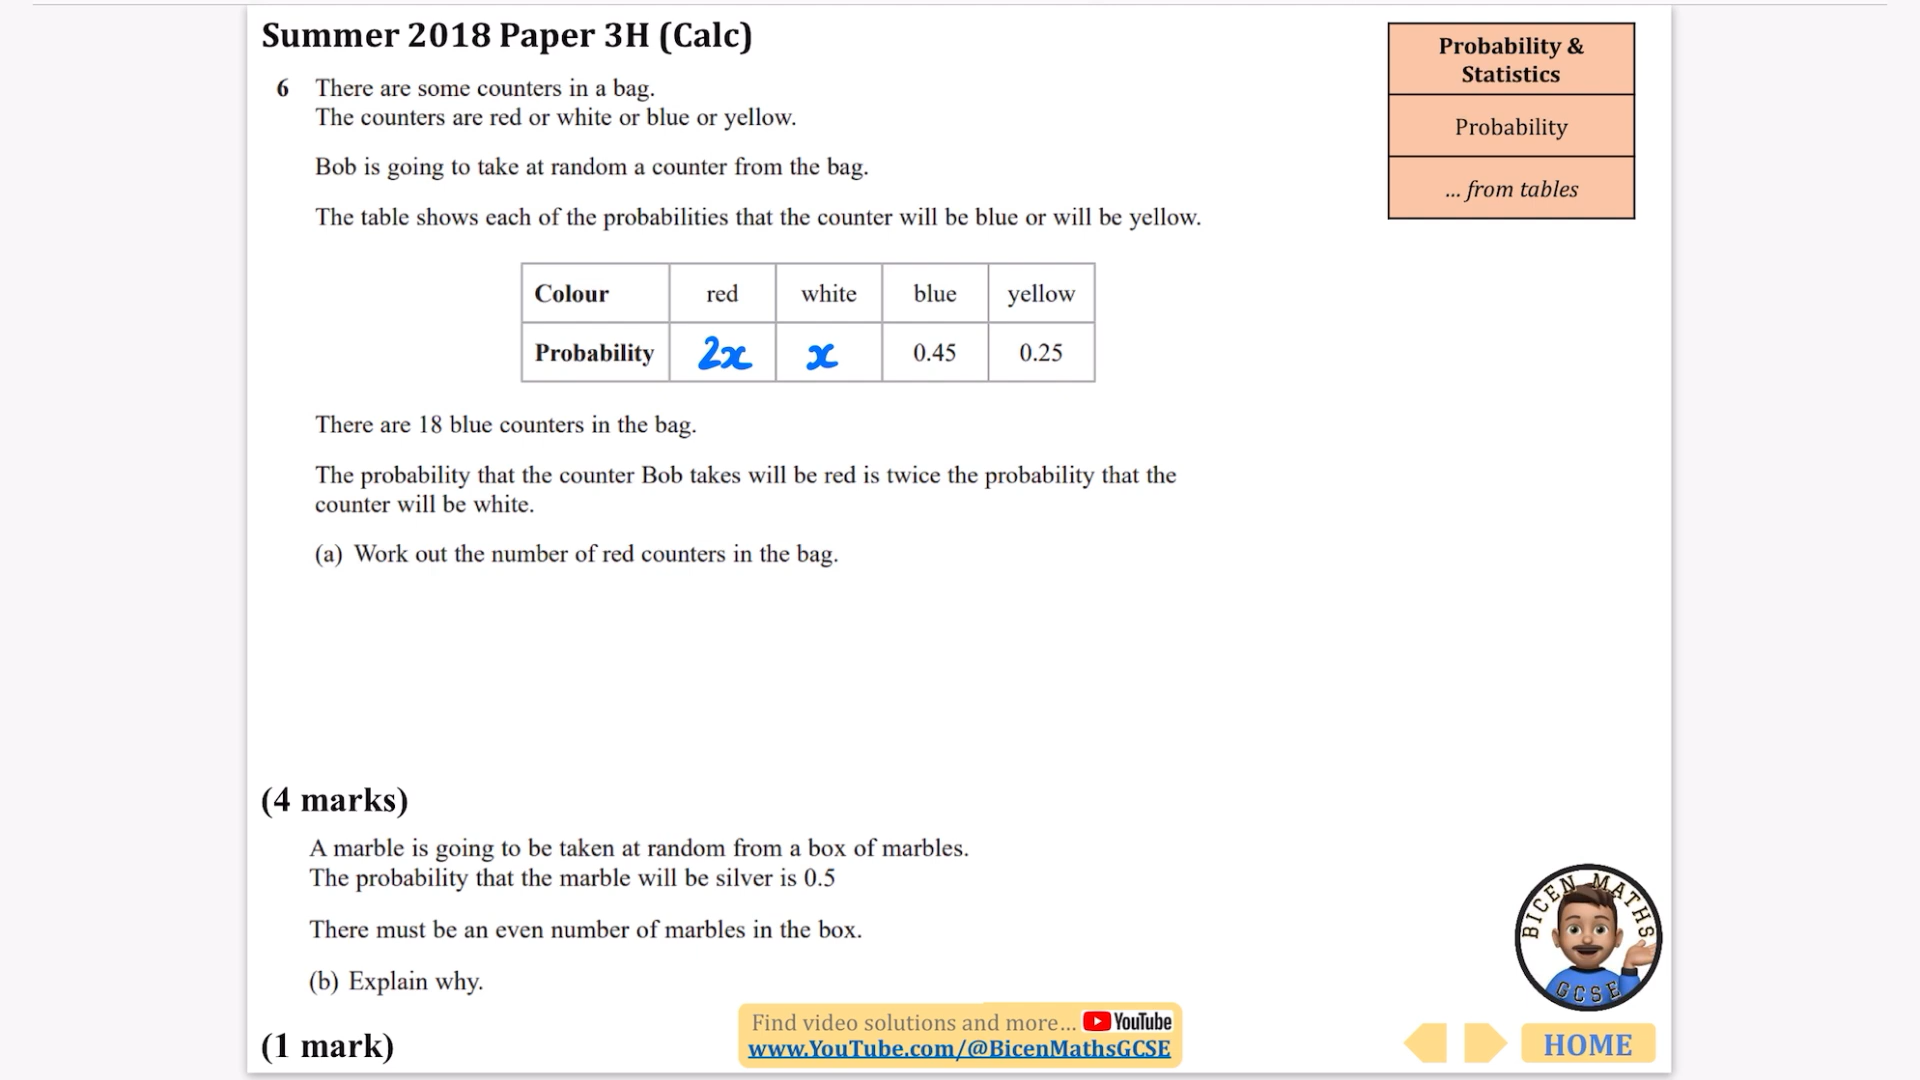 Summer 2018 Paper 3H (Calc)
Probability &
Statistics
Probability
... from tables
6 There are some counters in a bag.
The counters are red or white or blue or yellow.
Bob is going to take at random a counter from the bag.
The table shows each of the probabilities that the counter will be blue or will be yellow.
Colour red white blue yellow
Probability 2x x 0.45 0.25
There are 18 blue counters in the bag.
The probability that the counter Bob takes will be red is twice the probability that the
counter will be white.
(a) Work out the number of red counters in the bag.
(4 marks)
A marble is going to be taken at random from a box of marbles.
The probability that the marble will be silver is 0.5
There must be an even number of marbles in the box.
(b) Explain why.
(1 mark)
BICEN MATHS
GCSE
Find video solutions and more... YouTube
www.YouTube.com/@BicenMathsGCSE
HOME